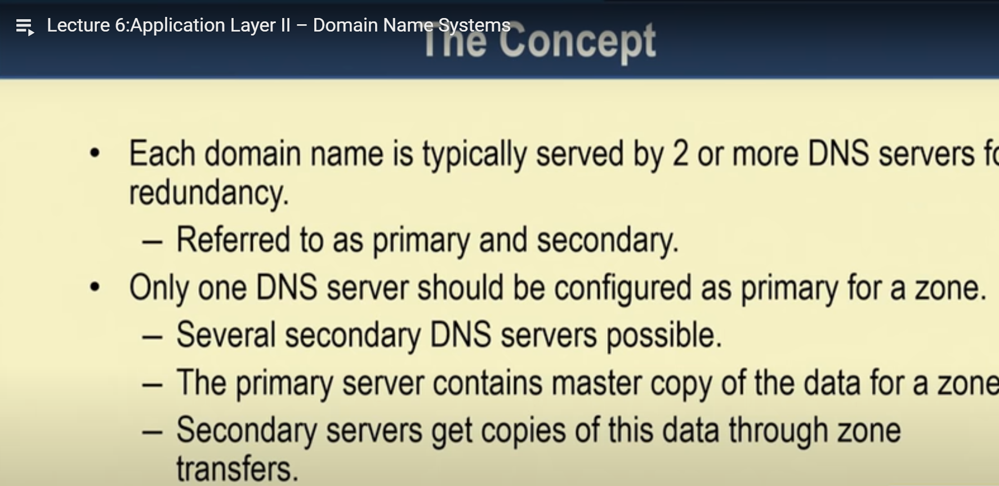 Lecture 6:Application Layer II – Domain Name Systems
The Concept
• Each domain name is typically served by 2 or more DNS servers
redundancy.
– Referred to as primary and secondary.
• Only one DNS server should be configured as primary for a zone.
– Several secondary DNS servers possible.
– The primary server contains master copy of the data for a zone
– Secondary servers get copies of this data through zone
transfers.